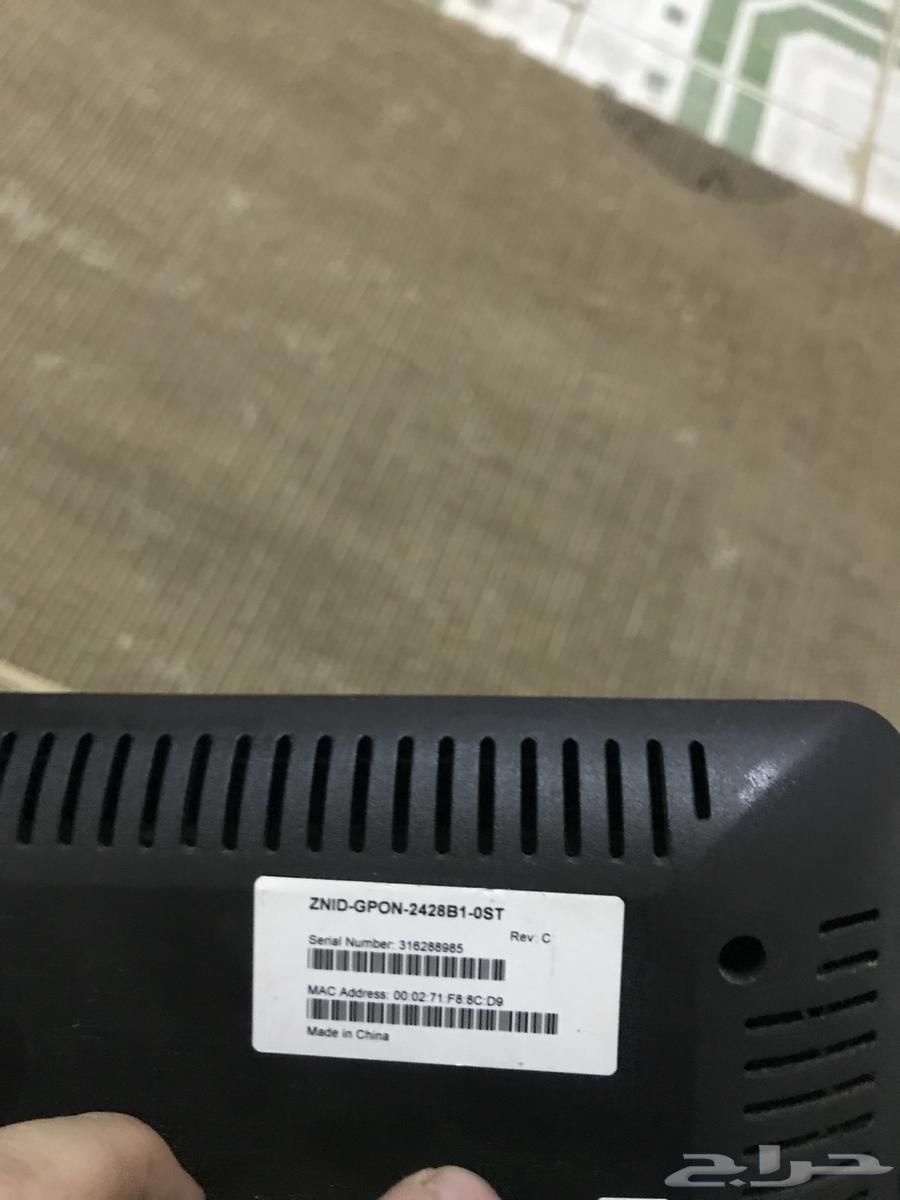 ZNID-GPON-2428B1-0ST
Rev: C
Serial Number: 316288985
MAC Address: 00:02:71:F8:8C:D9
Made in China
حراج